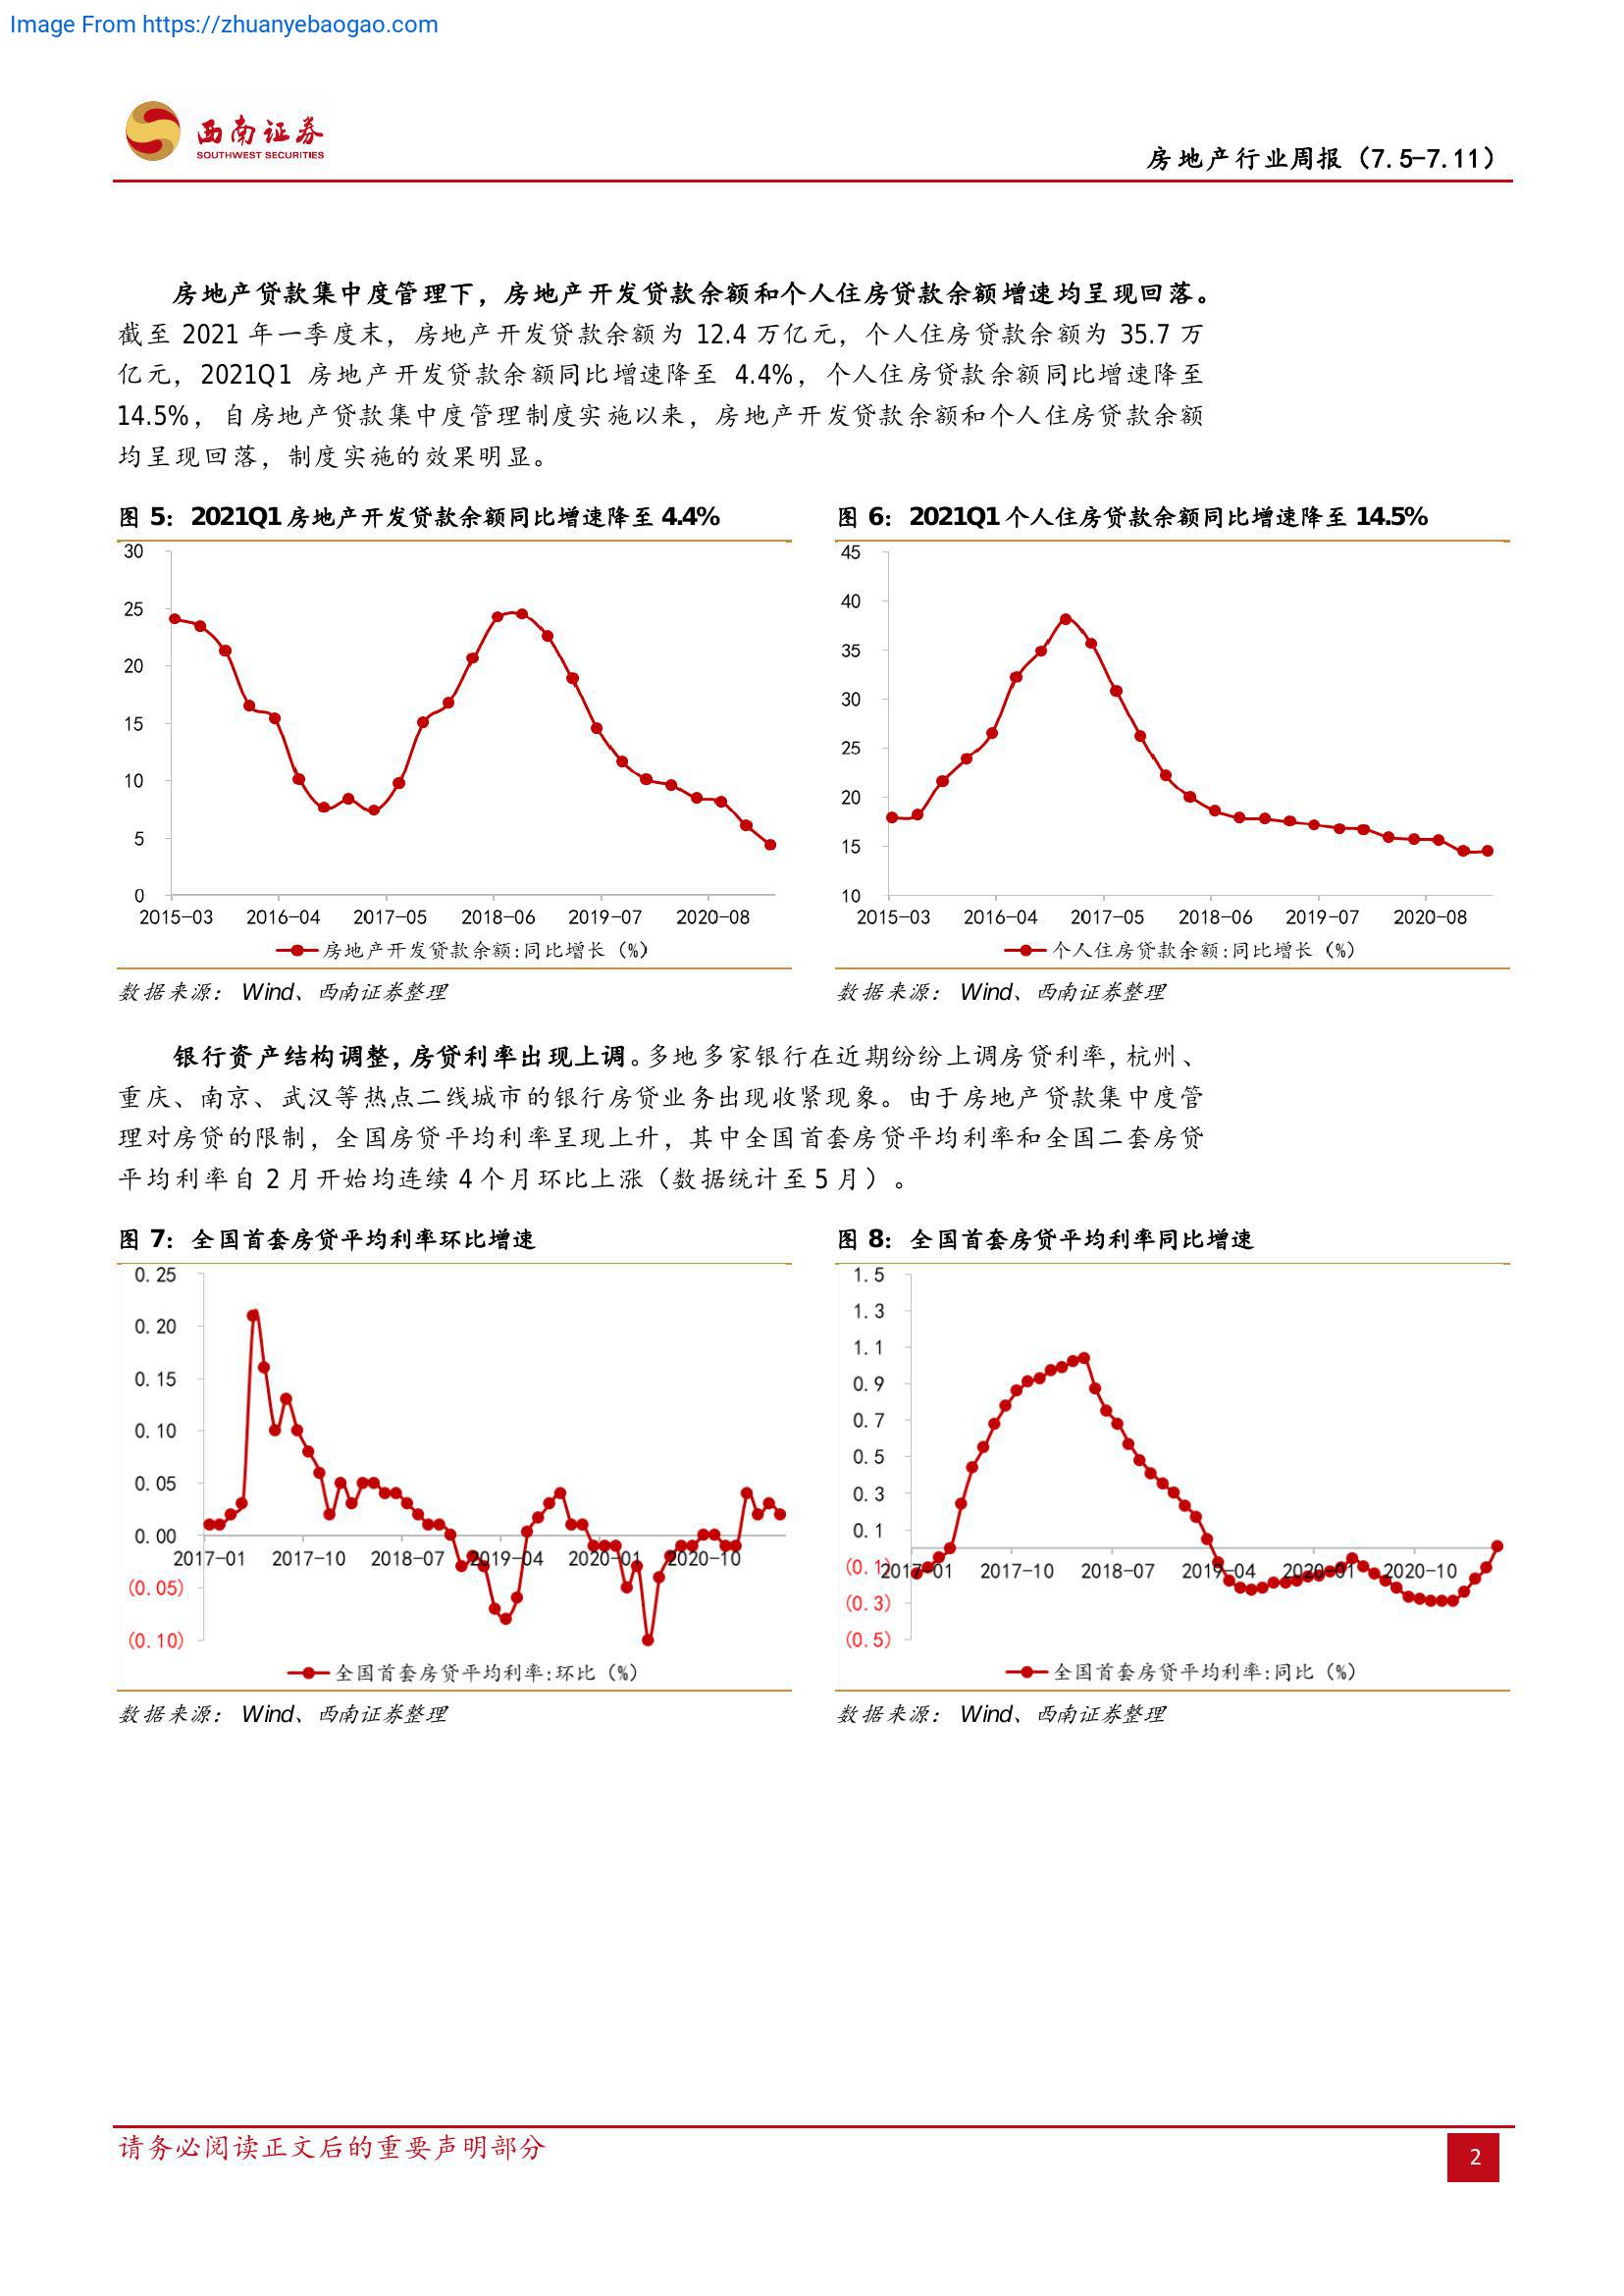 Image From https://zhuanyebaogao.com
西南证券
SOUTHWEST SECURITIES
房地产行业周报（7.5-7.11）
房地产贷款集中度管理下，房地产开发贷款余额和个人住房贷款余额增速均呈现回落。
截至 2021 年一季度末，房地产开发贷款余额为 12.4 万亿元，个人住房贷款余额为 35.7 万
亿元，2021Q1 房地产开发贷款余额同比增速降至 4.4%，个人住房贷款余额同比增速降至
14.5%，自房地产贷款集中度管理制度实施以来，房地产开发贷款余额和个人住房贷款余额
均呈现回落，制度实施的效果明显。
图 5：2021Q1 房地产开发贷款余额同比增速降至 4.4%
30
25
20
15
10
5
0
2015-03 2016-04 2017-05 2018-06 2019-07 2020-08
房地产开发贷款余额:同比增长（%）
数据来源：Wind、西南证券整理
图 6：2021Q1 个人住房贷款余额同比增速降至 14.5%
45
40
35
30
25
20
15
10
2015-03 2016-04 2017-05 2018-06 2019-07 2020-08
个人住房贷款余额:同比增长（%）
数据来源：Wind、西南证券整理
银行资产结构调整，房贷利率出现上调。多地多家银行在近期纷纷上调房贷利率，杭州、
重庆、南京、武汉等热点二线城市的银行房贷业务出现收紧现象。由于房地产贷款集中度管
理对房贷的限制，全国房贷平均利率呈现上升，其中全国首套房贷平均利率和全国二套房贷
平均利率自 2 月开始均连续 4 个月环比上涨（数据统计至 5 月）。
图 7：全国首套房贷平均利率环比增速
0.25
0.20
0.15
0.10
0.05
0.00
(0.05)
(0.10)
2017-01 2017-10 2018-07 2019-04 2020-01 2020-10
全国首套房贷平均利率:环比（%）
数据来源：Wind、西南证券整理
图 8：全国首套房贷平均利率同比增速
1.5
1.3
1.1
0.9
0.7
0.5
0.3
0.1
(0.1)
(0.3)
(0.5)
2017-01 2017-10 2018-07 2019-04 2020-01 2020-10
全国首套房贷平均利率:同比（%）
数据来源：Wind、西南证券整理
请务必阅读正文后的重要声明部分
2